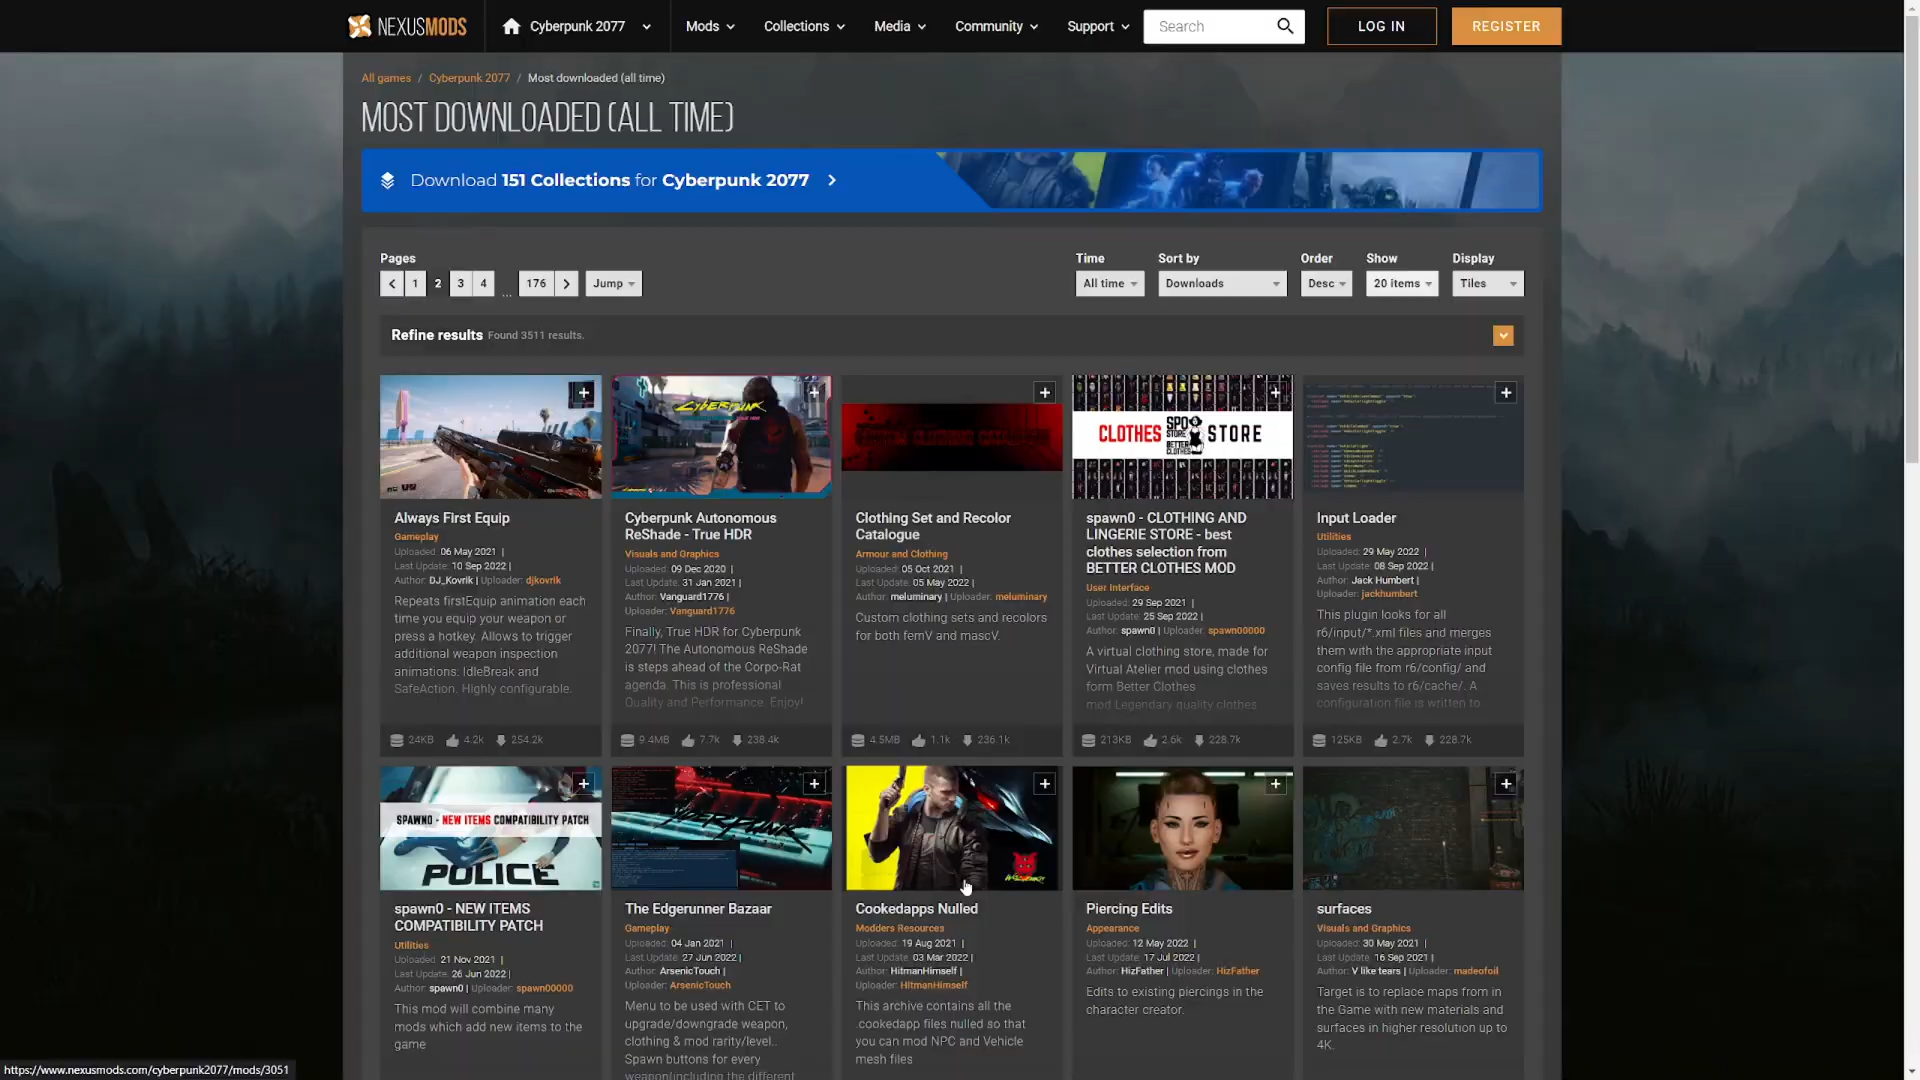 NEXUSMODS
Cyberpunk 2077
Mods
Collections
Media
Community
Support
Search
LOG IN
REGISTER
All games / Cyberpunk 2077 / Most downloaded (all time)
MOST DOWNLOADED (ALL TIME)
Download 151 Collections for Cyberpunk 2077
Pages
1 2 3 4 ... 176
Jump
Time
All time
Sort by
Downloads
Order
Desc
Show
20 items
Display
Tiles
Refine results Found 3511 results.
Always First Equip
Gameplay
Uploaded: 06 May 2021 |
Last Update: 10 Sep 2022 |
Author: DJ_Kovrik | Uploader: djkovrik
Repeats firstEquip animation each
time you equip your weapon or
press a hotkey. Allows to trigger
additional weapon inspection
animations: IdleBreak and
SafeAction. Highly configurable.
24KB 4.2k 254.2k
CYBERPUNK
Cyberpunk Autonomous
ReShade - True HDR
Visuals and Graphics
Uploaded: 09 Dec 2020 |
Last Update: 31 Jan 2021 |
Author: Vanguard1776 |
Uploader: Vanguard1776
Finally, True HDR for Cyberpunk
2077! The Autonomous ReShade
is steps ahead of the Corpo-Rat
agenda. This is professional
Quality and Performance. Enjoy!
9.4MB 7.7k 238.4k
Clothing Set and Recolor
Catalogue
Armour and Clothing
Uploaded: 05 Oct 2021 |
Last Update: 05 May 2022 |
Author: meluminary | Uploader: meluminary
Custom clothing sets and recolors
for both femV and mascV.
4.5MB 1.1k 236.1k
CLOTHES STORE
SPO
STORE
BETTER
CLOTHES
spawn0 - CLOTHING AND
LINGERIE STORE - best
clothes selection from
BETTER CLOTHES MOD
User Interface
Uploaded: 29 Sep 2021 |
Last Update: 25 Sep 2022 |
Author: spawn0 | Uploader: spawn00000
A virtual clothing store, made for
Virtual Atelier mod using clothes
form Better Clothes
mod Legendary quality clothes
213KB 2.6k 228.7k
Input Loader
Utilities
Uploaded: 29 May 2022 |
Last Update: 08 Sep 2022 |
Author: Jack Humbert |
Uploader: jackhumbert
This plugin looks for all
r6/input/*.xml files and merges
them with the appropriate input
config file from r6/config/ and
saves results to r6/cache/. A
configuration file is written to
125KB 2.7k 228.7k
SPAWN0 - NEW ITEMS COMPATIBILITY PATCH
POLICE
spawn0 - NEW ITEMS
COMPATIBILITY PATCH
Utilities
Uploaded: 21 Nov 2021 |
Last Update: 26 Jun 2022 |
Author: spawn0 | Uploader: spawn00000
This mod will combine many
mods which add new items to the
game
The Edgerunner Bazaar
Gameplay
Uploaded: 04 Jan 2021 |
Last Update: 27 Jun 2022 |
Author: ArsenicTouch |
Uploader: ArsenicTouch
Menu to be used with CET to
upgrade/downgrade weapon,
clothing & mod rarity/level..
Spawn buttons for every
weapon(including the different
Cookedapps Nulled
Modders Resources
Uploaded: 19 Aug 2021 |
Last Update: 03 Mar 2022 |
Author: HitmanHimself |
Uploader: HitmanHimself
This archive contains all the
.cookedapp files nulled so that
you can mod NPC and Vehicle
mesh files
Piercing Edits
Appearance
Uploaded: 12 May 2022 |
Last Update: 17 Jul 2022 |
Author: HizFather | Uploader: HizFather
Edits to existing piercings in the
character creator.
surfaces
Visuals and Graphics
Uploaded: 30 May 2021 |
Last Update: 16 Sep 2021 |
Author: V like tears | Uploader: madeofoil
Target is to replace maps from in
the Game with new materials and
surfaces in higher resolution up to
4K.
https://www.nexusmods.com/cyberpunk2077/mods/3051